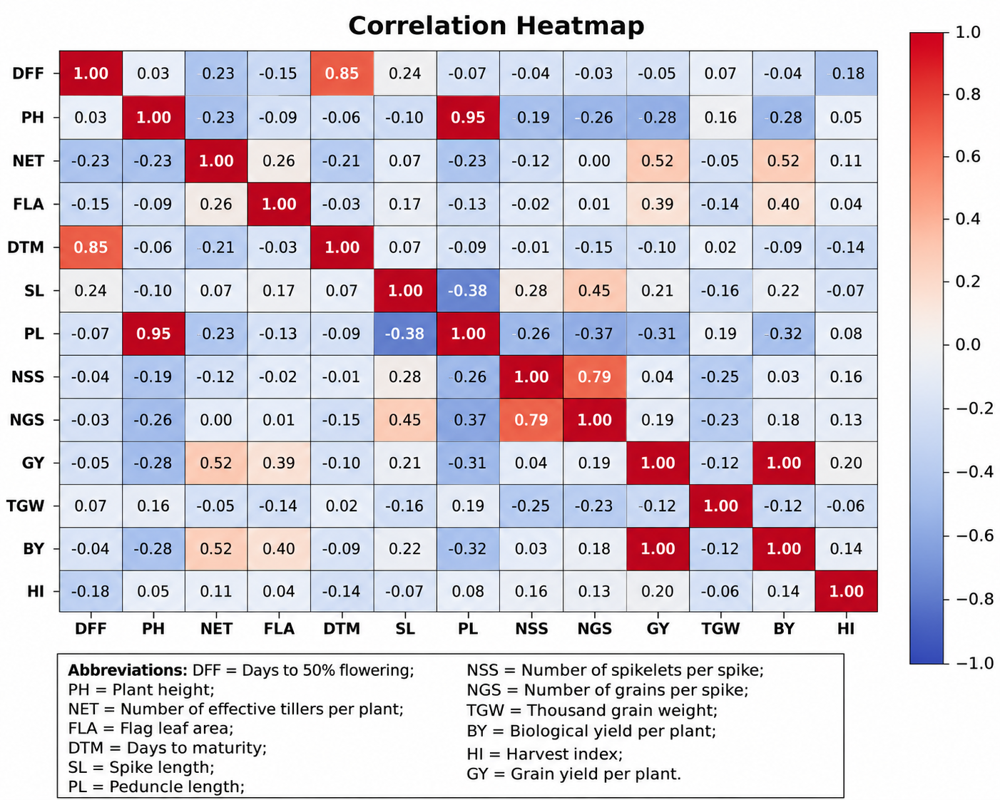 Correlation Heatmap
DFF 1.00 0.03 -0.23 -0.15 0.85 0.24 -0.07 -0.04 -0.03 -0.05 0.07 -0.04 -0.18
PH 0.03 1.00 -0.23 -0.09 -0.06 -0.10 0.95 -0.19 -0.26 -0.28 0.16 -0.28 0.05
NET -0.23 -0.23 1.00 0.26 -0.21 0.07 -0.23 -0.12 0.00 0.52 -0.05 0.52 0.11
FLA -0.15 -0.09 0.26 1.00 -0.03 0.17 -0.13 -0.02 0.01 0.39 -0.14 0.40 0.04
DTM 0.85 -0.06 -0.21 -0.03 1.00 0.07 -0.09 -0.01 -0.15 -0.10 0.02 -0.09 -0.14
SL 0.24 -0.10 0.07 0.17 0.07 1.00 -0.38 0.28 0.45 0.21 -0.16 0.22 -0.07
PL -0.07 0.95 -0.23 -0.13 -0.09 -0.38 1.00 -0.26 -0.37 -0.31 0.19 -0.32 0.08
NSS -0.04 -0.19 -0.12 -0.02 -0.01 0.28 -0.26 1.00 0.79 0.04 -0.25 0.03 0.16
NGS -0.03 -0.26 0.00 0.01 -0.15 0.45 0.37 0.79 1.00 0.19 -0.23 0.18 0.13
GY -0.05 -0.28 0.52 0.39 -0.10 0.21 -0.31 0.04 0.19 1.00 -0.12 1.00 0.20
TGW 0.07 0.16 -0.05 -0.14 0.02 -0.16 0.19 -0.25 -0.23 -0.12 1.00 -0.12 -0.06
BY -0.04 -0.28 0.52 0.40 -0.09 0.22 -0.32 0.03 0.18 1.00 -0.12 1.00 0.14
HI -0.18 0.05 0.11 0.04 -0.14 -0.07 0.08 0.16 0.13 0.20 -0.06 0.14 1.00
DFF PH NET FLA DTM SL PL NSS NGS GY TGW BY HI
1.0
0.8
0.6
0.4
0.2
0.0
−0.2
−0.4
−0.6
−0.8
−1.0
Abbreviations: DFF = Days to 50% flowering;
PH = Plant height;
NET = Number of effective tillers per plant;
FLA = Flag leaf area;
DTM = Days to maturity;
SL = Spike length;
PL = Peduncle length;
NSS = Number of spikelets per spike;
NGS = Number of grains per spike;
TGW = Thousand grain weight;
BY = Biological yield per plant;
HI = Harvest index;
GY = Grain yield per plant.